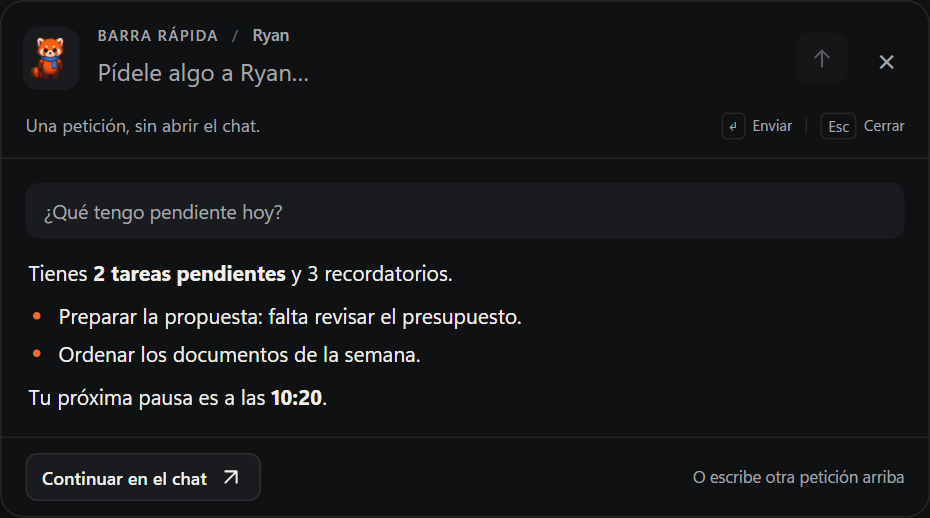 BARRA RÁPIDA / Ryan
Pídele algo a Ryan...
Una petición, sin abrir el chat.
↲ Enviar | Esc Cerrar
¿Qué tengo pendiente hoy?
Tienes 2 tareas pendientes y 3 recordatorios.
• Preparar la propuesta: falta revisar el presupuesto.
• Ordenar los documentos de la semana.
Tu próxima pausa es a las 10:20.
Continuar en el chat
O escribe otra petición arriba